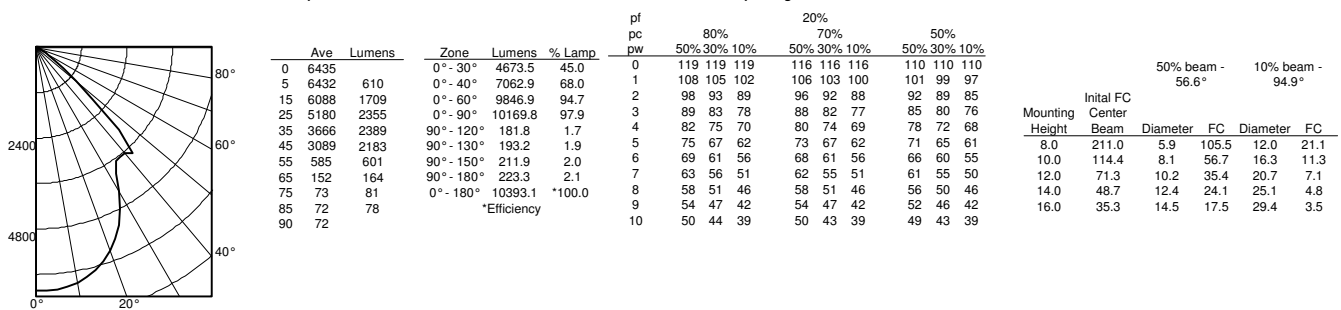 2400
4800
0°
20°
40°
60°
80°
Ave Lumens
0 6435
5 6432 610
15 6088 1709
25 5180 2355
35 3666 2389
45 3089 2183
55 585 601
65 152 164
75 73 81
85 72 78
90 72
Zone Lumens % Lamp
0°- 30° 4673.5 45.0
0°- 40° 7062.9 68.0
0°- 60° 9846.9 94.7
0°- 90° 10169.8 97.9
90°- 120° 181.8 1.7
90°- 130° 193.2 1.9
90°- 150° 211.9 2.0
90°- 180° 223.3 2.1
0°- 180° 10393.1 *100.0
*Efficiency
pf 20%
pc 80% 70% 50%
pw 50% 30% 10% 50% 30% 10% 50% 30% 10%
0 119 119 119 116 116 116 110 110 110
1 108 105 102 106 103 100 101 99 97
2 98 93 89 96 92 88 92 89 85
3 89 83 78 88 82 77 85 80 76
4 82 75 70 80 74 69 78 72 68
5 75 67 62 73 67 62 71 65 61
6 69 61 56 68 61 56 66 60 55
7 63 56 51 62 55 51 61 55 50
8 58 51 46 58 51 46 56 50 46
9 54 47 42 54 47 42 52 46 42
10 50 44 39 50 43 39 49 43 39
50% beam - 10% beam -
56.6° 94.9°
Inital FC
Mounting Center
Height Beam Diameter FC Diameter FC
8.0 211.0 5.9 105.5 12.0 21.1
10.0 114.4 8.1 56.7 16.3 11.3
12.0 71.3 10.2 35.4 20.7 7.1
14.0 48.7 12.4 24.1 25.1 4.8
16.0 35.3 14.5 17.5 29.4 3.5